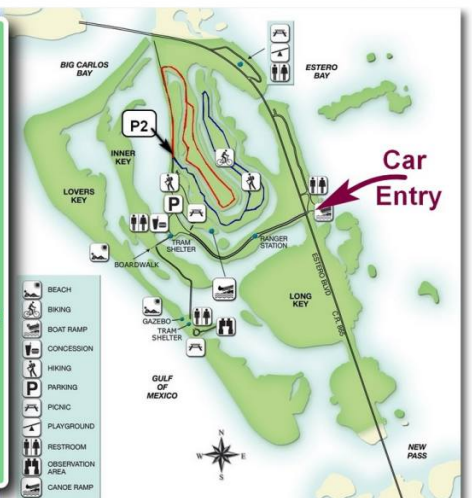 BIG CARLOS
BAY
ESTERO
BAY
P2
INNER
KEY
LOVERS
KEY
Car
Entry
P
TRAM
SHELTER
RANGER
STATION
BOARDWALK
ESTERO BLVD
C.R. 865
LONG
KEY
GAZEBO
TRAM
SHELTER
GULF
OF
MEXICO
NEW
PASS
N
W E
S
BEACH
BIKING
BOAT RAMP
CONCESSION
HIKING
P PARKING
PICNIC
PLAYGROUND
RESTROOM
OBSERVATION
AREA
CANOE RAMP